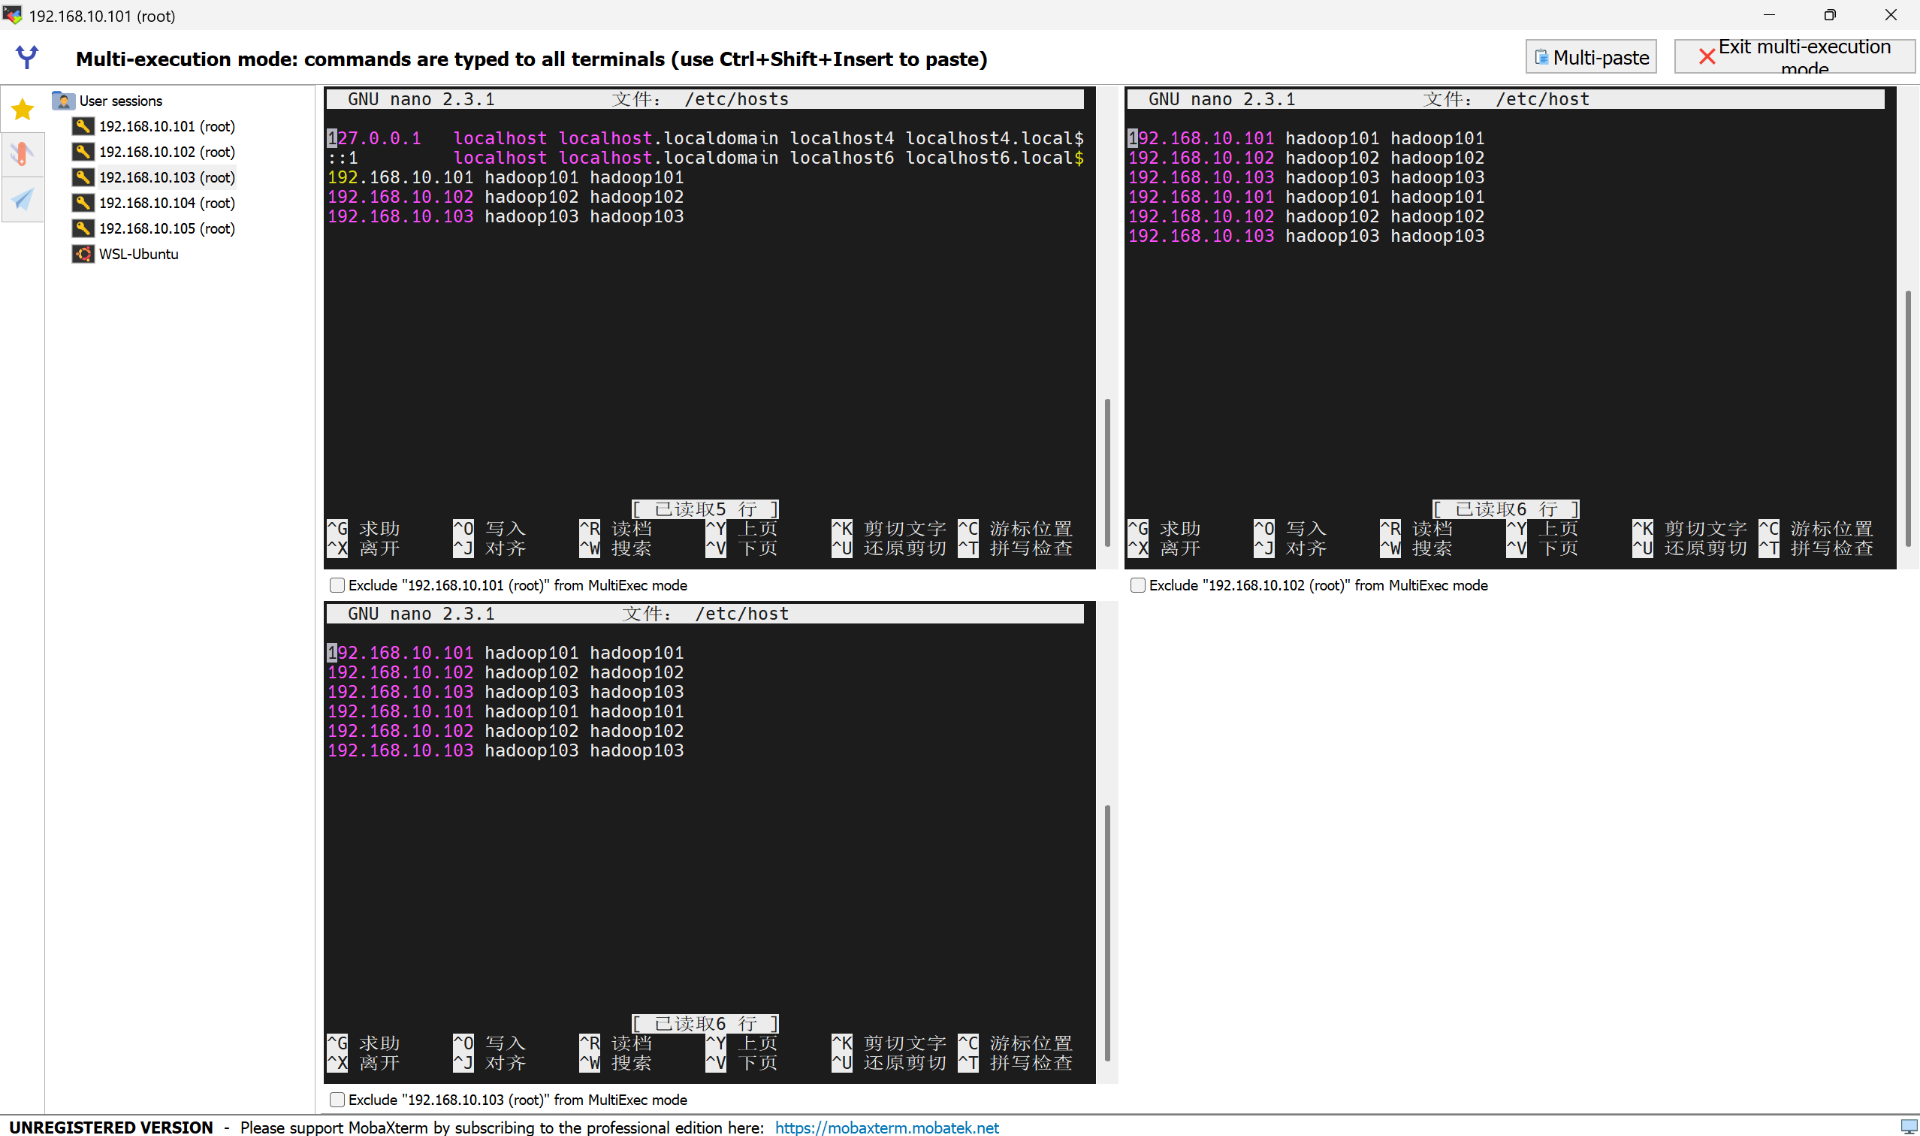 192.168.10.101 (root)
Multi-execution mode: commands are typed to all terminals (use Ctrl+Shift+Insert to paste)
Multi-paste
Exit multi-execution mode
User sessions
192.168.10.101 (root)
192.168.10.102 (root)
192.168.10.103 (root)
192.168.10.104 (root)
192.168.10.105 (root)
WSL-Ubuntu
GNU nano 2.3.1 文件： /etc/hosts
127.0.0.1 localhost localhost.localdomain localhost4 localhost4.local$
::1 localhost localhost.localdomain localhost6 localhost6.local$
192.168.10.101 hadoop101 hadoop101
192.168.10.102 hadoop102 hadoop102
192.168.10.103 hadoop103 hadoop103
[ 已读取5 行 ]
^G 求助 ^O 写入 ^R 读档 ^Y 上页 ^K 剪切文字 ^C 游标位置
^X 离开 ^J 对齐 ^W 搜索 ^V 下页 ^U 还原剪切 ^T 拼写检查
Exclude "192.168.10.101 (root)" from MultiExec mode
GNU nano 2.3.1 文件： /etc/host
192.168.10.101 hadoop101 hadoop101
192.168.10.102 hadoop102 hadoop102
192.168.10.103 hadoop103 hadoop103
192.168.10.101 hadoop101 hadoop101
192.168.10.102 hadoop102 hadoop102
192.168.10.103 hadoop103 hadoop103
[ 已读取6 行 ]
^G 求助 ^O 写入 ^R 读档 ^Y 上页 ^K 剪切文字 ^C 游标位置
^X 离开 ^J 对齐 ^W 搜索 ^V 下页 ^U 还原剪切 ^T 拼写检查
Exclude "192.168.10.102 (root)" from MultiExec mode
GNU nano 2.3.1 文件： /etc/host
192.168.10.101 hadoop101 hadoop101
192.168.10.102 hadoop102 hadoop102
192.168.10.103 hadoop103 hadoop103
192.168.10.101 hadoop101 hadoop101
192.168.10.102 hadoop102 hadoop102
192.168.10.103 hadoop103 hadoop103
[ 已读取6 行 ]
^G 求助 ^O 写入 ^R 读档 ^Y 上页 ^K 剪切文字 ^C 游标位置
^X 离开 ^J 对齐 ^W 搜索 ^V 下页 ^U 还原剪切 ^T 拼写检查
Exclude "192.168.10.103 (root)" from MultiExec mode
UNREGISTERED VERSION - Please support MobaXterm by subscribing to the professional edition here: https://mobaxterm.mobatek.net